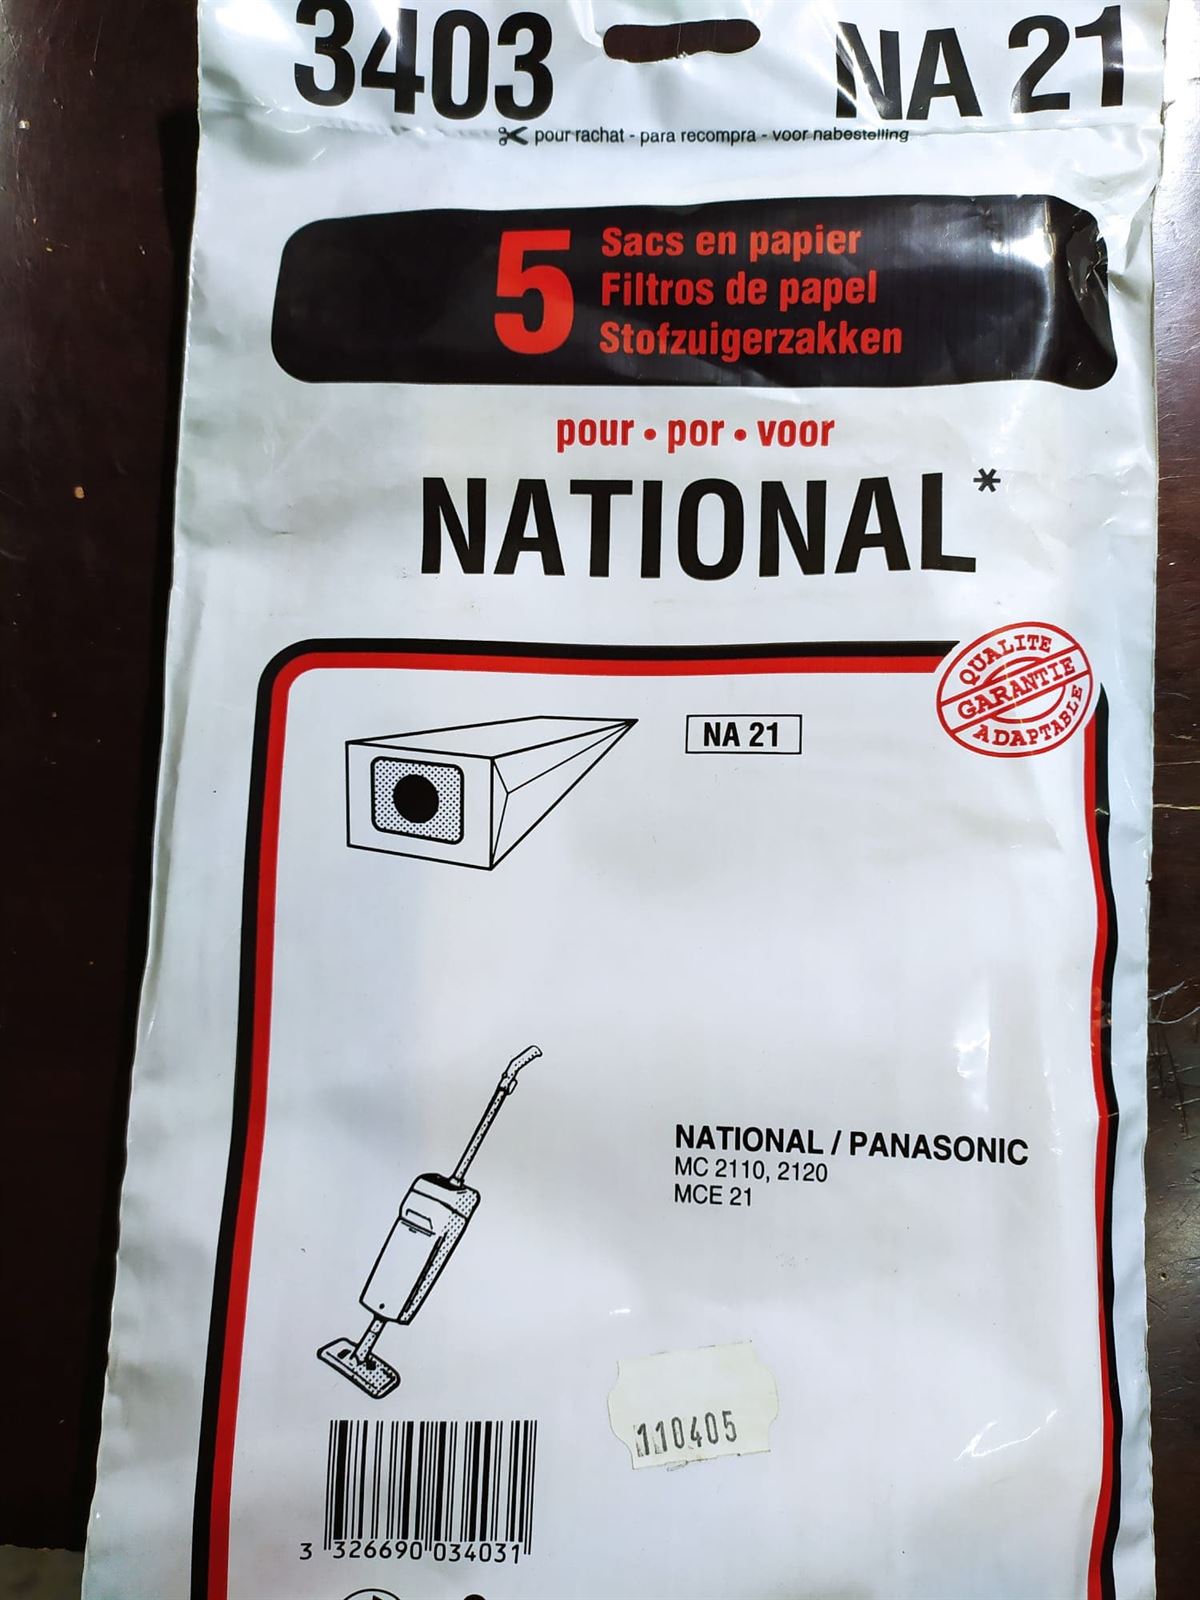 3403 NA 21
pour rachat - para recompra - voor nabestelling
5 Sacs en papier
Filtros de papel
Stofzuigerzakken
pour • por • voor
NATIONAL*
QUALITE
GARANTIE
ADAPTABLE
NA 21
NATIONAL / PANASONIC
MC 2110, 2120
MCE 21
110405
3 326690 034031